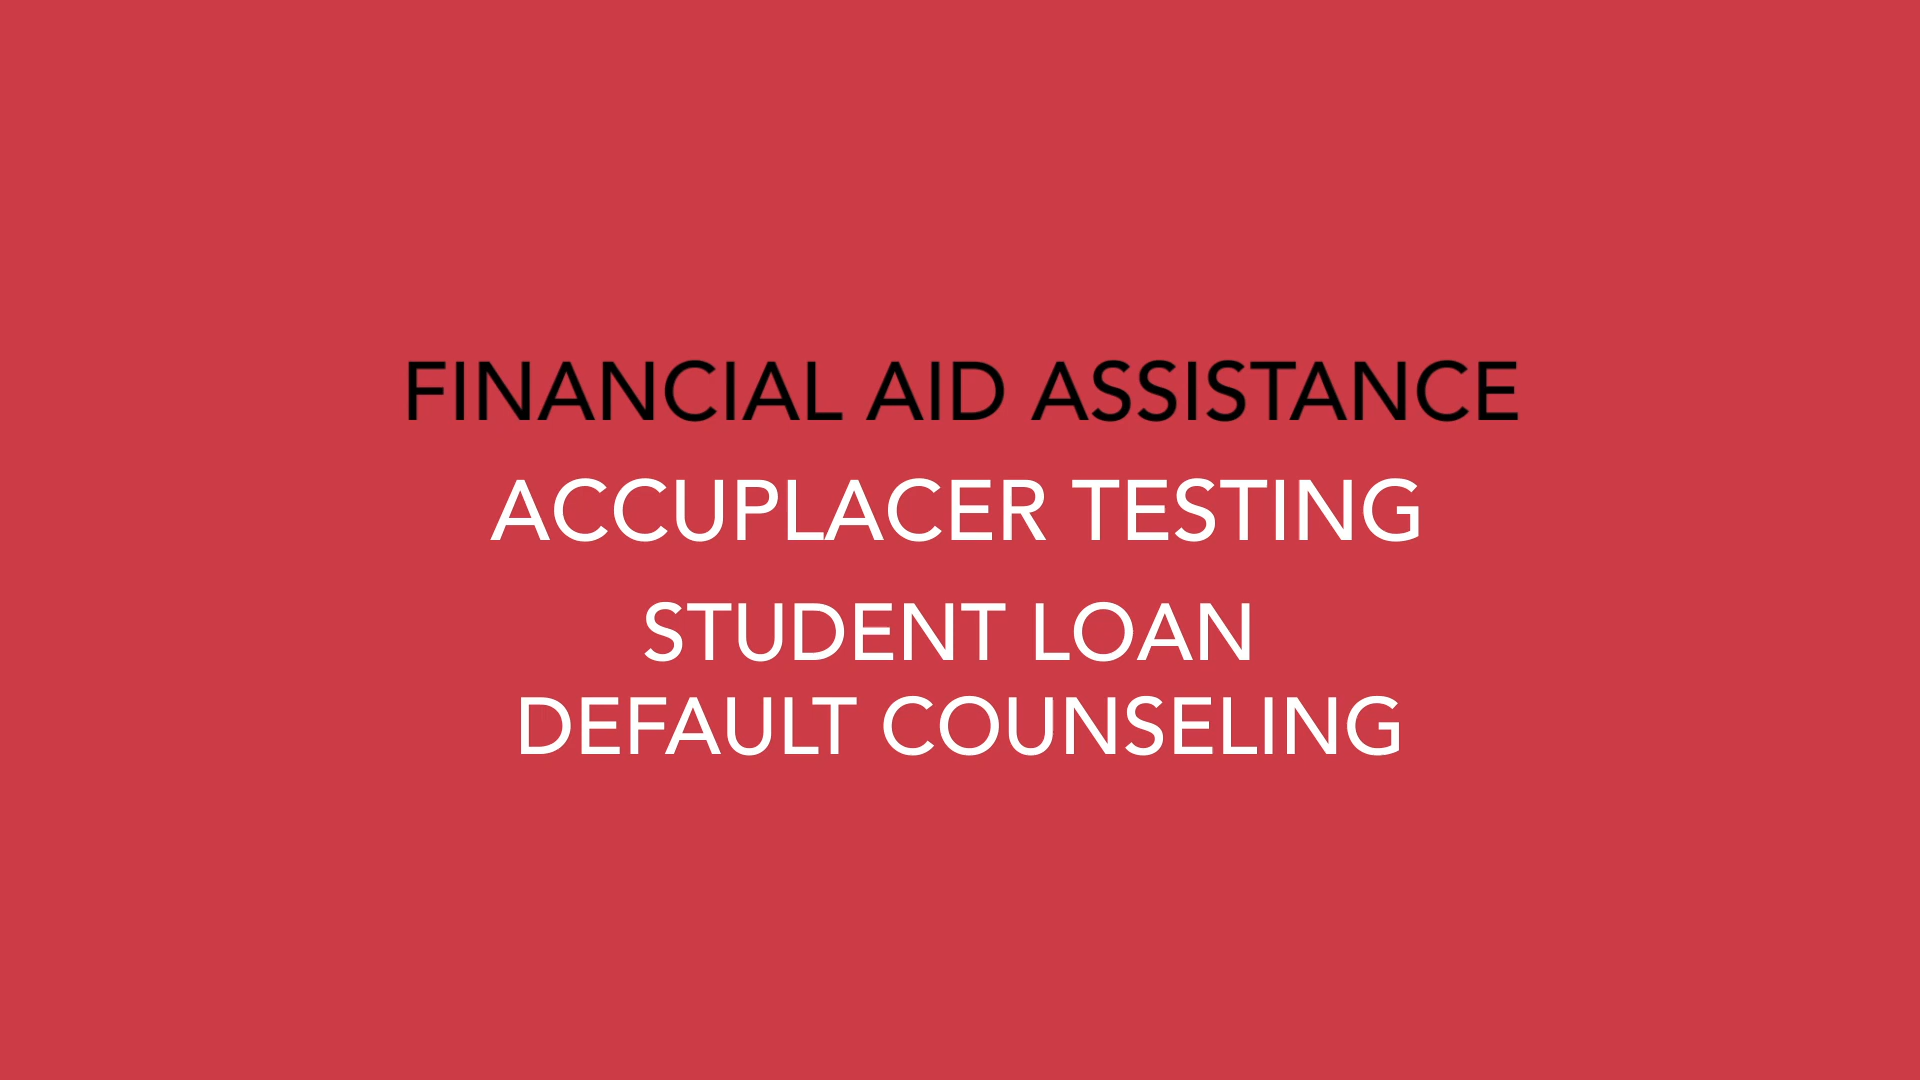 FINANCIAL AID ASSISTANCE
ACCUPLACER TESTING
STUDENT LOAN
DEFAULT COUNSELING